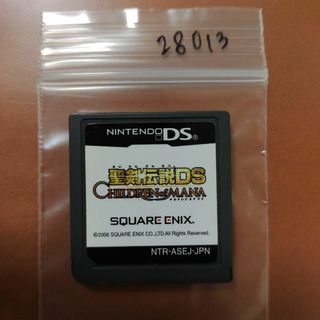 28013
NINTENDO DS
聖剣伝説DS
CHILDREN of MANA
SQUARE ENIX.
©2006 SQUARE ENIX CO.,LTD.All Rights Reserved.
NTR-ASEJ-JPN